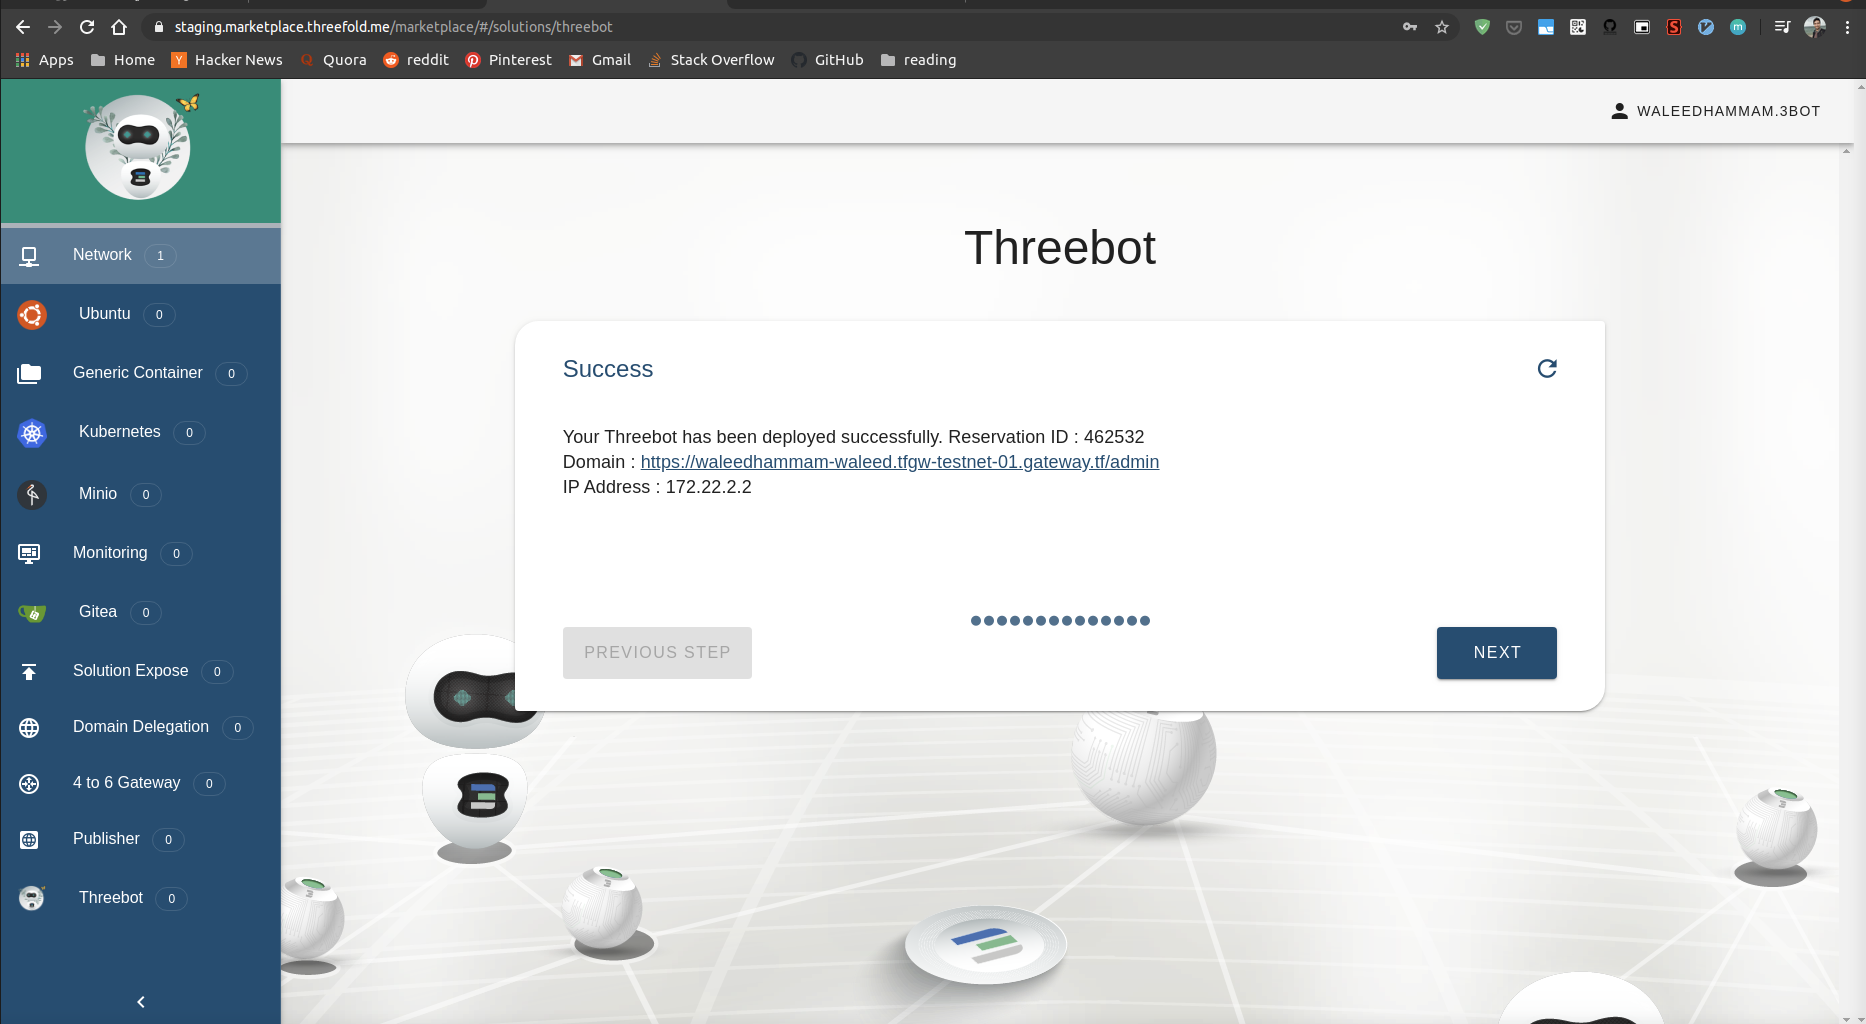 staging.marketplace.threefold.me/marketplace/#/solutions/threebot
Apps Home Hacker News Quora reddit Pinterest Gmail Stack Overflow GitHub reading
WALEEDHAMMAM.3BOT
Network 1
Ubuntu 0
Generic Container 0
Kubernetes 0
Minio 0
Monitoring 0
Gitea 0
Solution Expose 0
Domain Delegation 0
4 to 6 Gateway 0
Publisher 0
Threebot 0
Threebot
Success
Your Threebot has been deployed successfully. Reservation ID : 462532
Domain : https://waleedhammam-waleed.tfgw-testnet-01.gateway.tf/admin
IP Address : 172.22.2.2
PREVIOUS STEP
NEXT